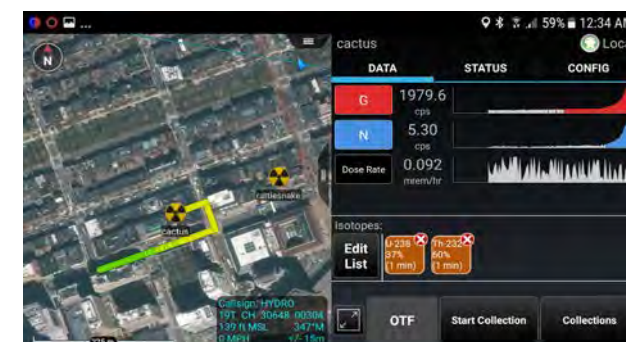 ... 59% 12:34 AM
N
cactus
Loca
DATA STATUS CONFIG
G 1979.6
cps
N 5.30
cps
Dose Rate 0.092
mrem/hr
rattlesnake
cactus
Isotopes:
Edit
List
U-238
37%
(1 min)
Th-232
60%
(1 min)
Callsign: HYDRO
19T CH 30648 00304
139 ft MSL 347°M
0 MPH +/- 15m
OTF Start Collection Collections